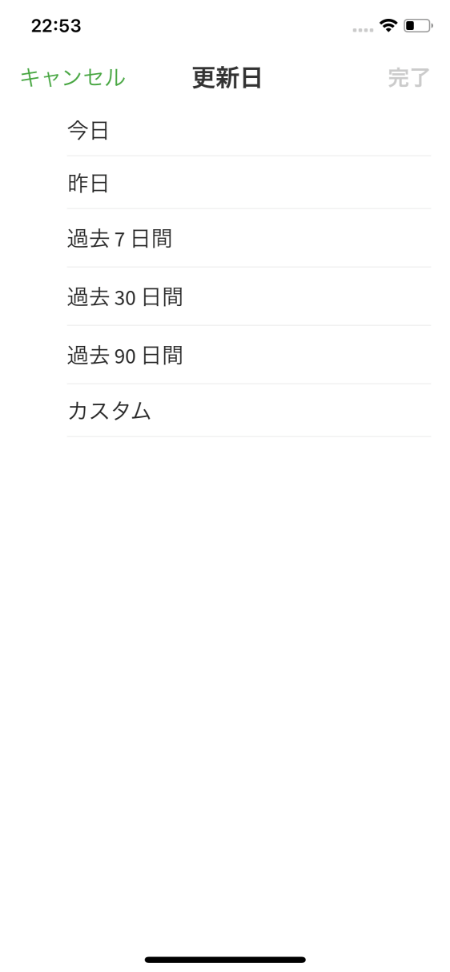 22:53
キャンセル 更新日 完了
今日
昨日
過去 7 日間
過去 30 日間
過去 90 日間
カスタム